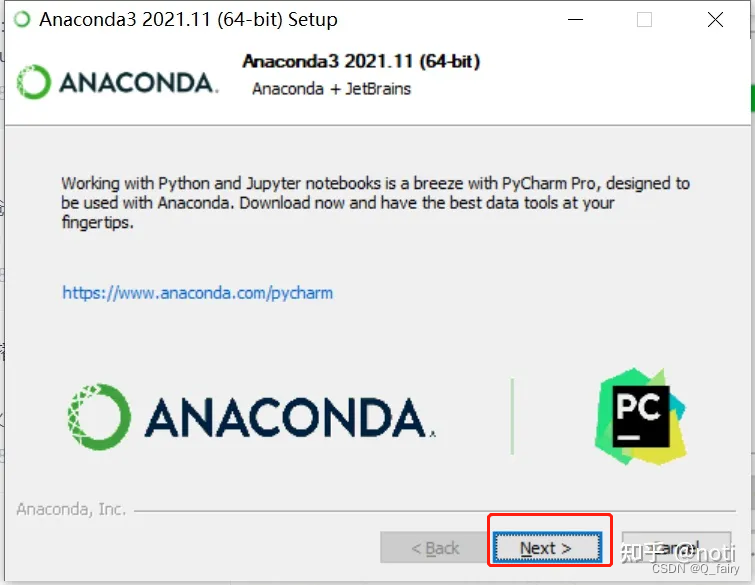 Anaconda3 2021.11 (64-bit) Setup
ANACONDA.
Anaconda3 2021.11 (64-bit)
Anaconda + JetBrains
Working with Python and Jupyter notebooks is a breeze with PyCharm Pro, designed to
be used with Anaconda. Download now and have the best data tools at your
fingertips.
https://www.anaconda.com/pycharm
ANACONDA.
PC
Anaconda, Inc.
< Back
Next >
Cancel
知乎 @noti
CSDN @Q_fairy